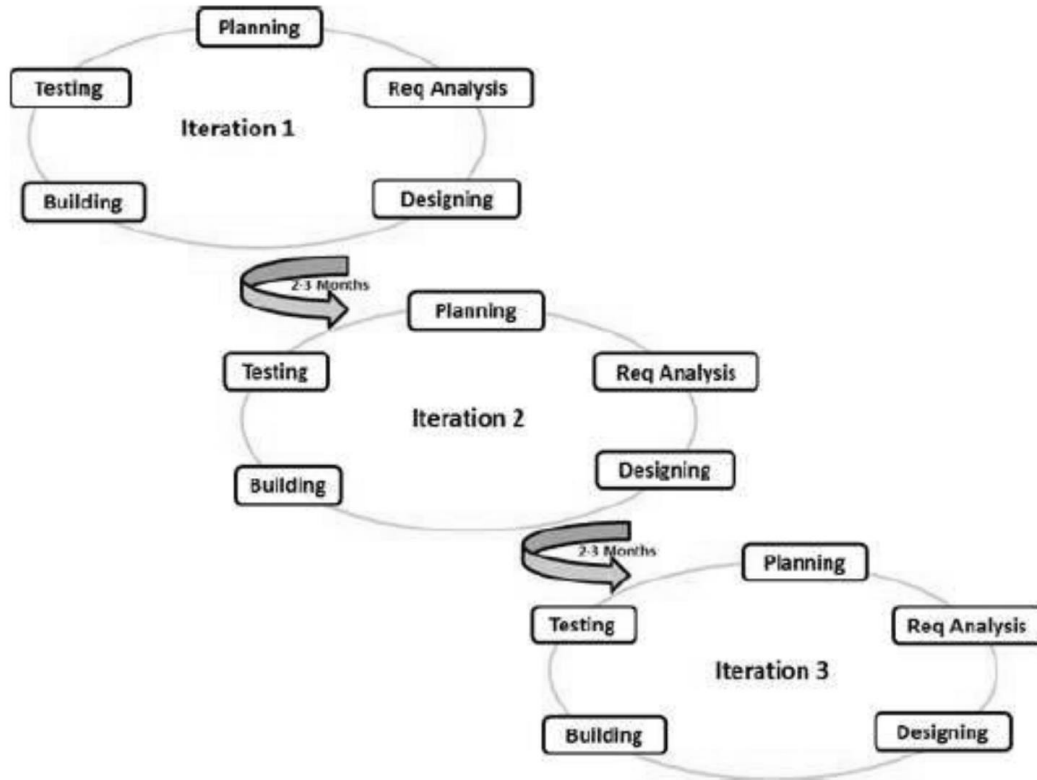 Planning
Testing
Req Analysis
Iteration 1
Building
Designing
2-3 Months
Planning
Testing
Req Analysis
Iteration 2
Building
Designing
2-3 Months
Planning
Testing
Req Analysis
Iteration 3
Building
Designing